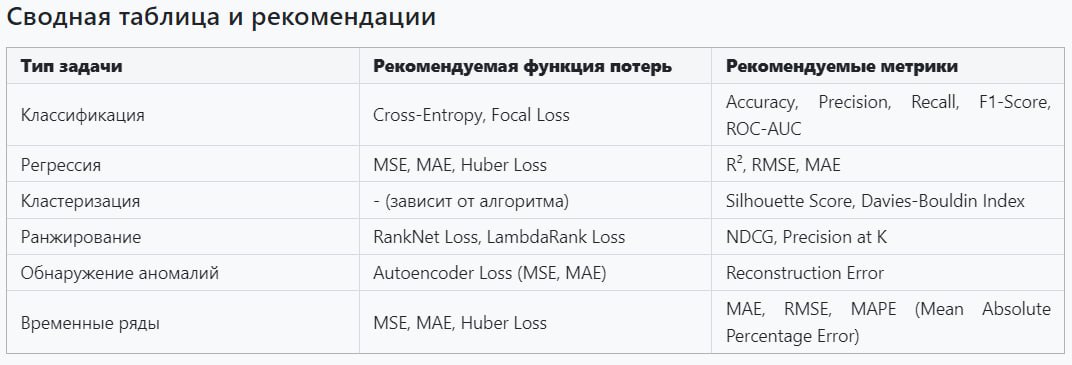 Сводная таблица и рекомендации
Тип задачи
Рекомендуемая функция потерь
Рекомендуемые метрики
Классификация
Cross-Entropy, Focal Loss
Accuracy, Precision, Recall, F1-Score,
ROC-AUC
Регрессия
MSE, MAE, Huber Loss
R², RMSE, MAE
Кластеризация
- (зависит от алгоритма)
Silhouette Score, Davies-Bouldin Index
Ранжирование
RankNet Loss, LambdaRank Loss
NDCG, Precision at K
Обнаружение аномалий
Autoencoder Loss (MSE, MAE)
Reconstruction Error
Временные ряды
MSE, MAE, Huber Loss
MAE, RMSE, MAPE (Mean Absolute
Percentage Error)